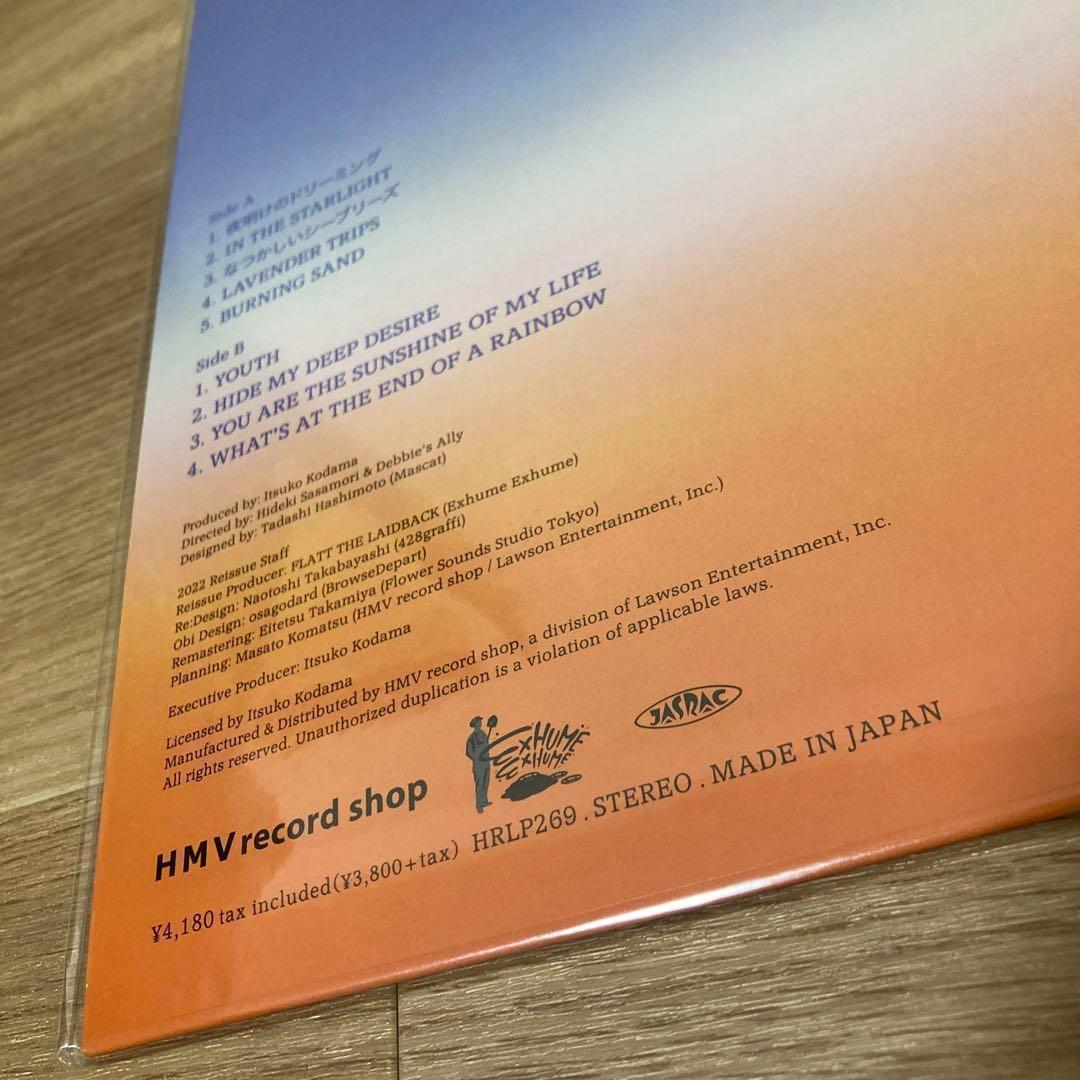 Side A
1. 夜明けのドリーミング
2. IN THE STARLIGHT
3. なつかしいシーブリーズ
4. LAVENDER TRIPS
5. BURNING SAND
Side B
1. YOUTH
2. HIDE MY DEEP DESIRE
3. YOU ARE THE SUNSHINE OF MY LIFE
4. WHAT'S AT THE END OF A RAINBOW
Produced by: Itsuko Kodama
Directed by: Hideki Sasamori & Debbie's Ally
Designed by: Tadashi Hashimoto (Mascat)
2022 Reissue Staff
Reissue Producer: FLATT THE LAIDBACK (Exhume Exhume)
Re:Design: Naotoshi Takabayashi (428graffi)
Obi Design: osagodard (BrowseDepart)
Remastering: Eitetsu Takamiya (Flower Sounds Studio Tokyo)
Planning: Masato Komatsu (HMV record shop / Lawson Entertainment, Inc.)
Executive Producer: Itsuko Kodama
Licensed by Itsuko Kodama
Manufactured & Distributed by HMV record shop, a division of Lawson Entertainment, Inc.
All rights reserved. Unauthorized duplication is a violation of applicable laws.
HMV record shop
EXHUME
EXHUME
JASRAC
¥4,180 tax included(¥3,800+tax) HRLP269 . STEREO . MADE IN JAPAN